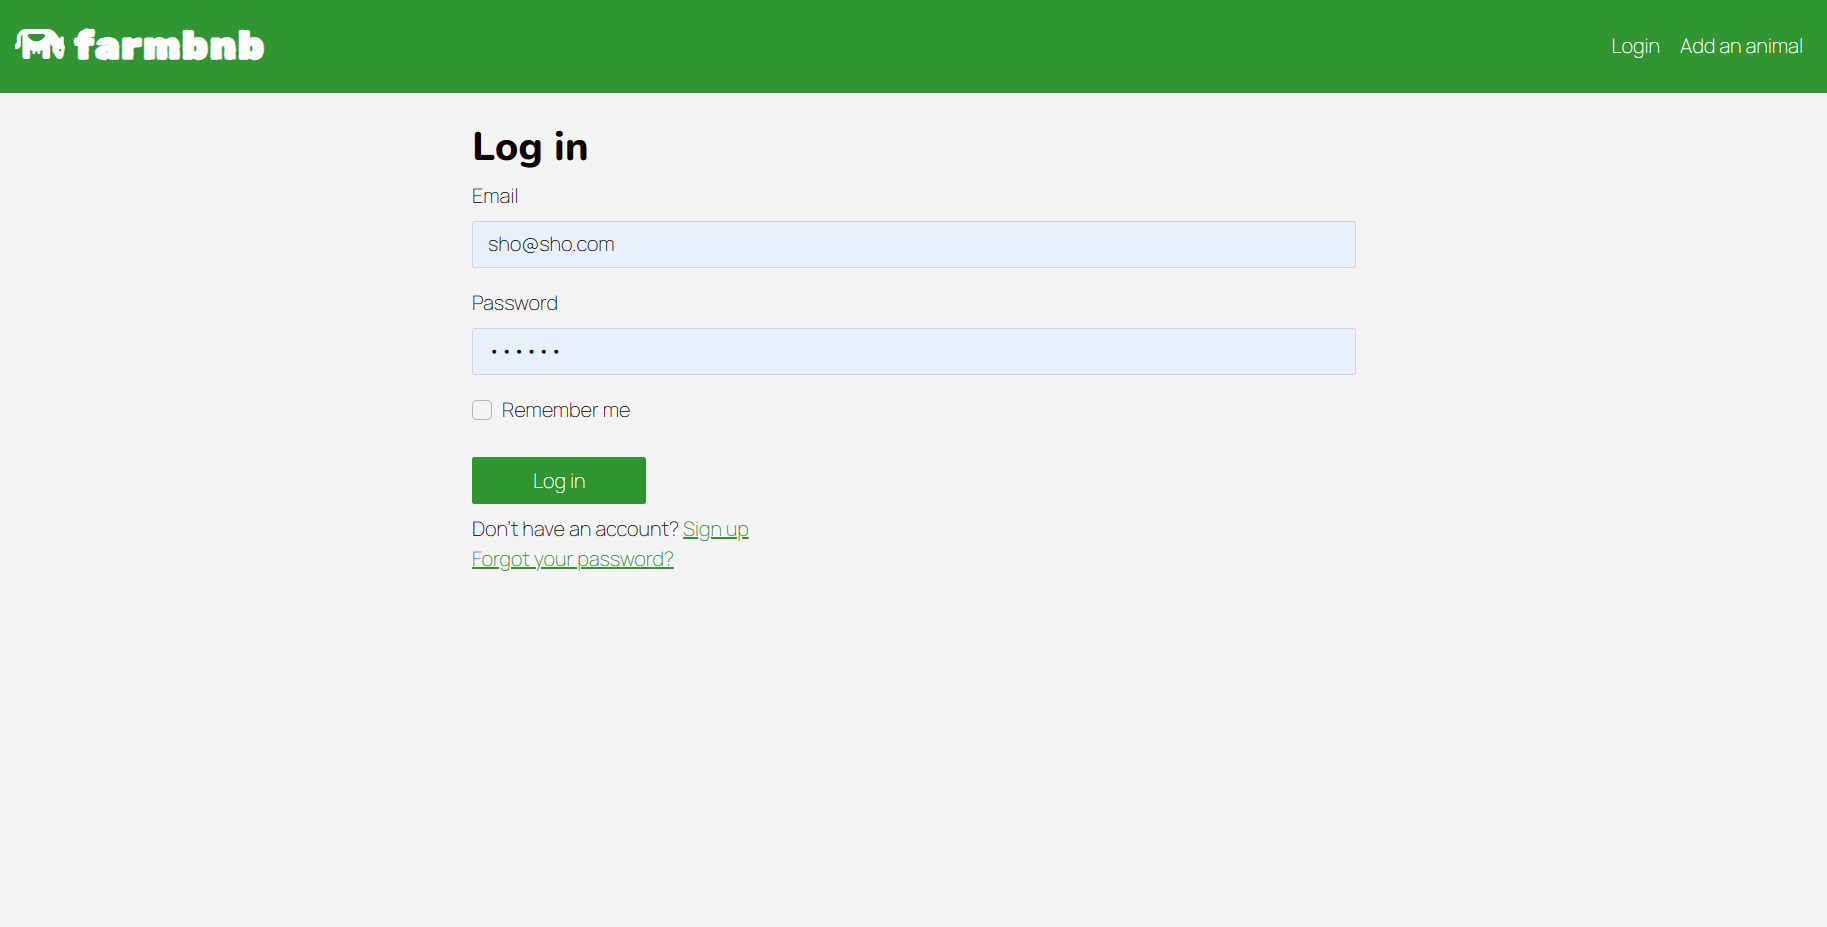 farmbnb
Login Add an animal
Log in
Email
sho@sho.com
Password
••••••
Remember me
Log in
Don't have an account? Sign up
Forgot your password?